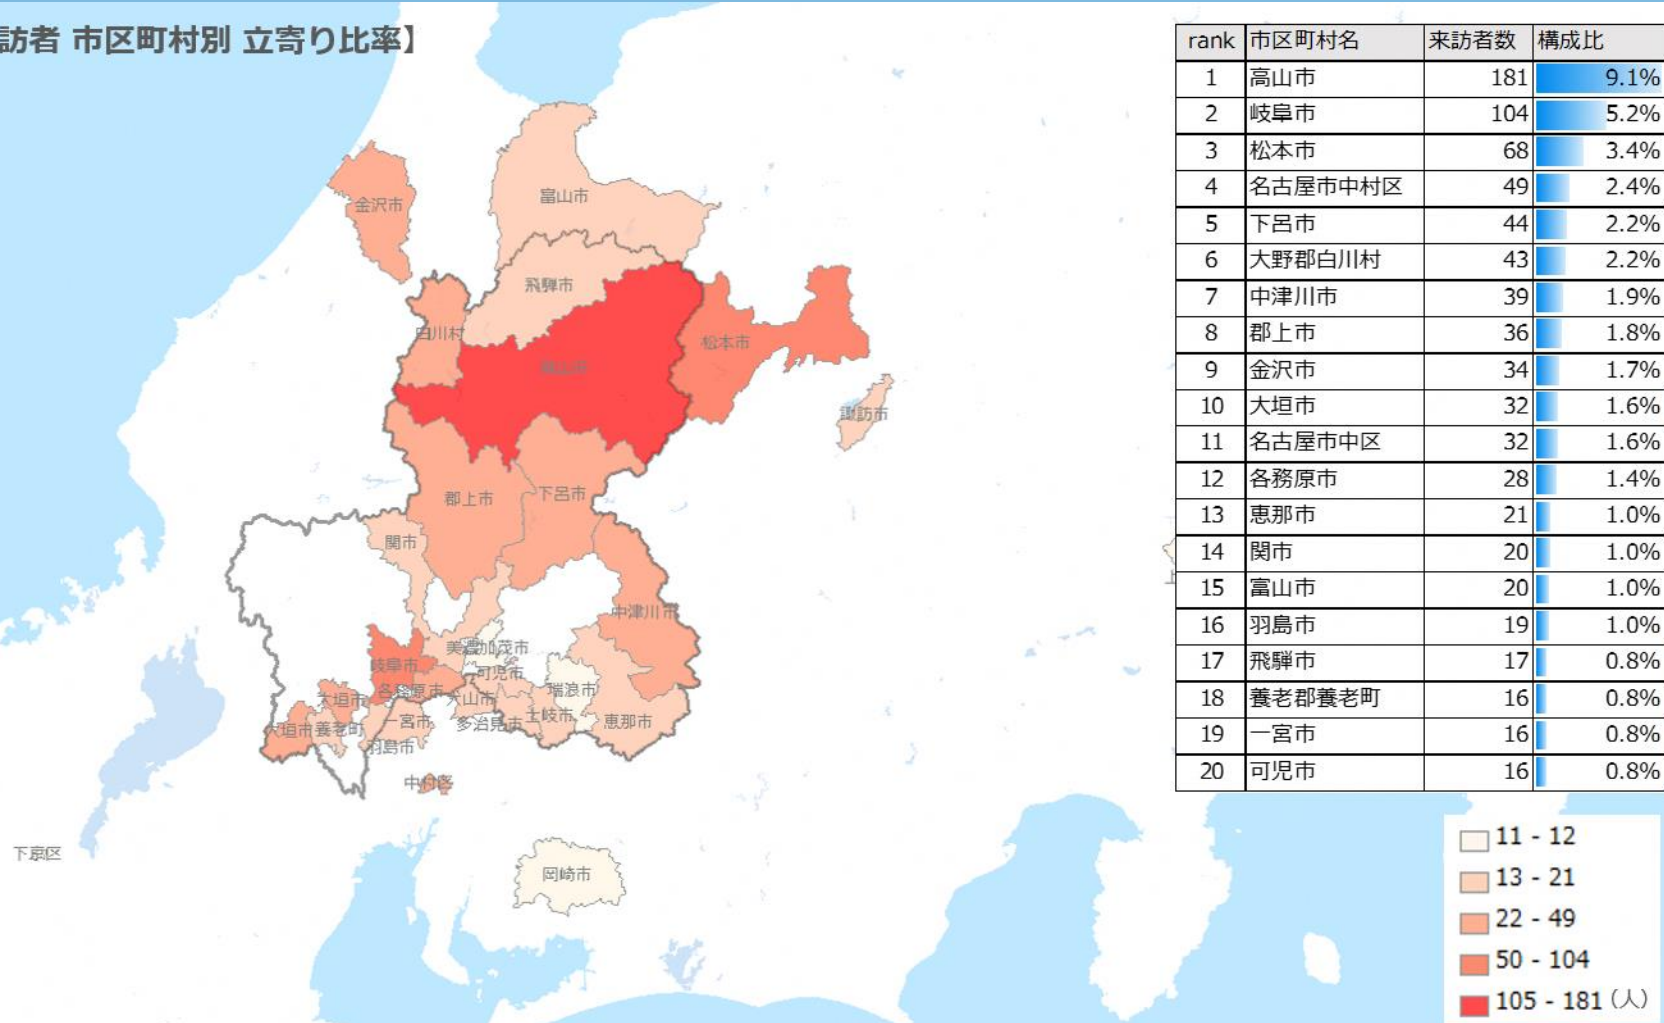 訪者 市区町村別 立寄り比率】
rank 市区町村名 来訪者数 構成比
1 高山市 181 9.1%
2 岐阜市 104 5.2%
3 松本市 68 3.4%
4 名古屋市中村区 49 2.4%
5 下呂市 44 2.2%
6 大野郡白川村 43 2.2%
7 中津川市 39 1.9%
8 郡上市 36 1.8%
9 金沢市 34 1.7%
10 大垣市 32 1.6%
11 名古屋市中区 32 1.6%
12 各務原市 28 1.4%
13 恵那市 21 1.0%
14 関市 20 1.0%
15 富山市 20 1.0%
16 羽島市 19 1.0%
17 飛騨市 17 0.8%
18 養老郡養老町 16 0.8%
19 一宮市 16 0.8%
20 可児市 16 0.8%
富山市
金沢市
飛騨市
白川村
松本市
高山市
諏訪市
郡上市
下呂市
関市
中津川市
美濃加茂市
岐阜市
可児市
各務原市
瑞浪市
大垣市
犬山市
大垣市
養老町
一宮市
多治見市
土岐市
恵那市
羽島市
下京区
岡崎市
11 - 12
13 - 21
22 - 49
50 - 104
105 - 181 (人)